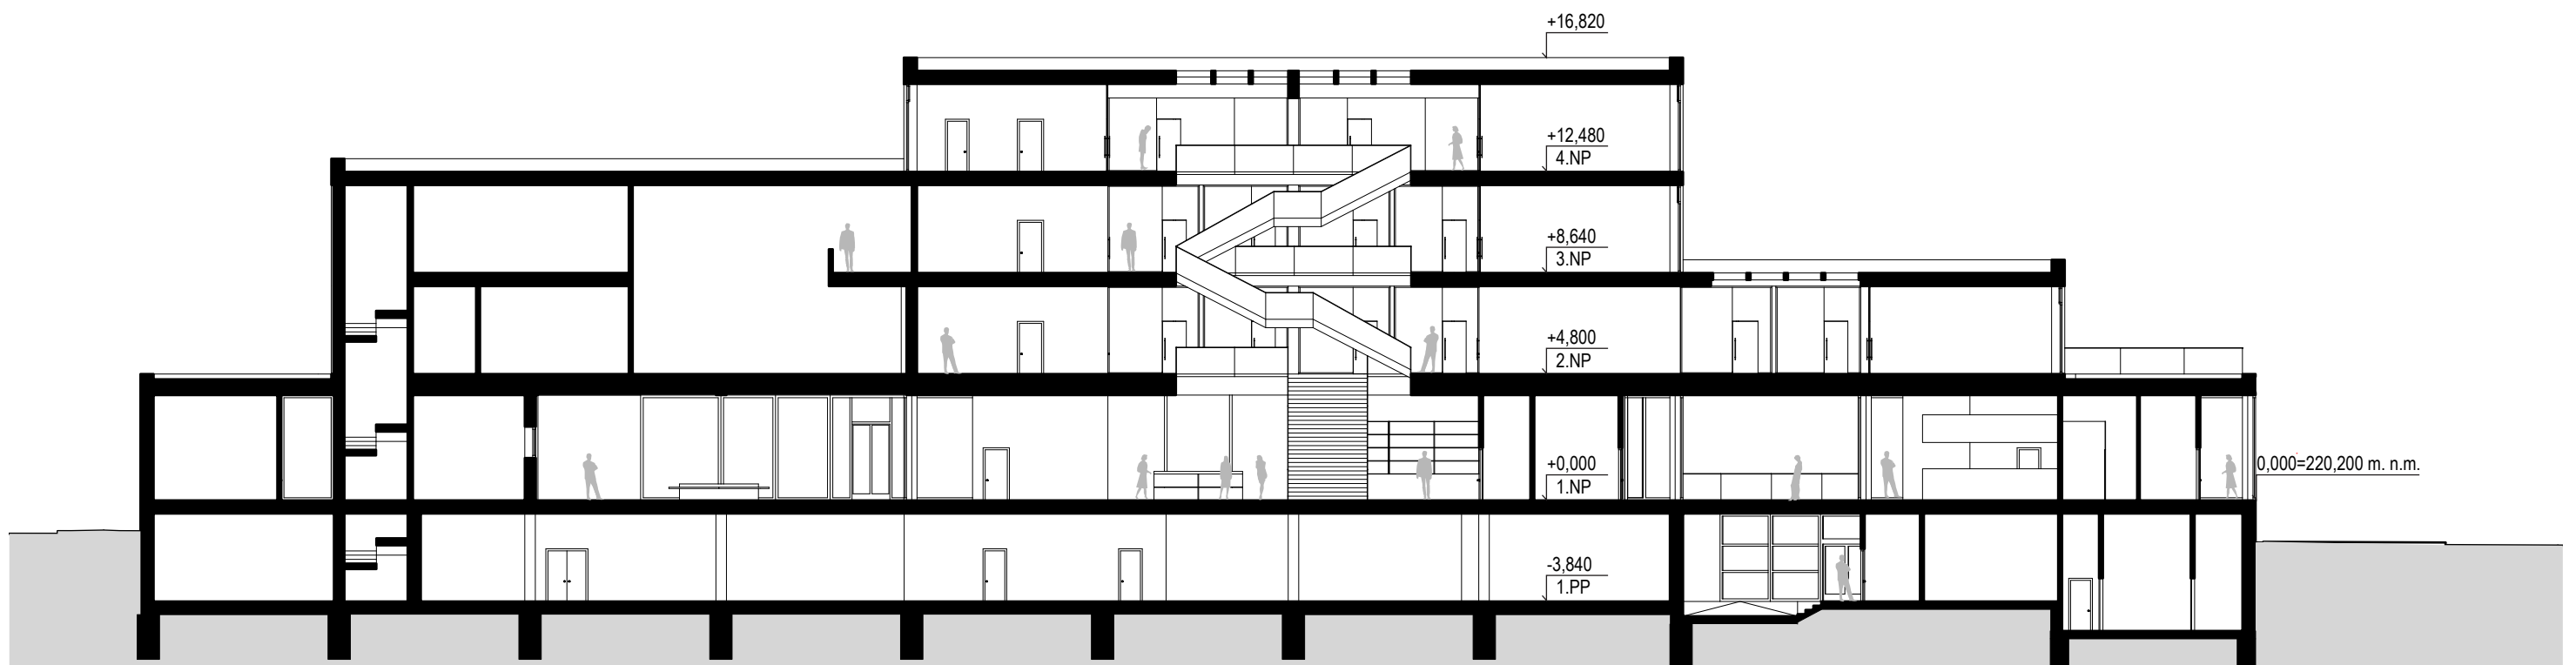 +16,820
+12,480
4.NP
+8,640
3.NP
+4,800
2.NP
+0,000
1.NP
0,000=220,200 m. n.m.
-3,840
1.PP